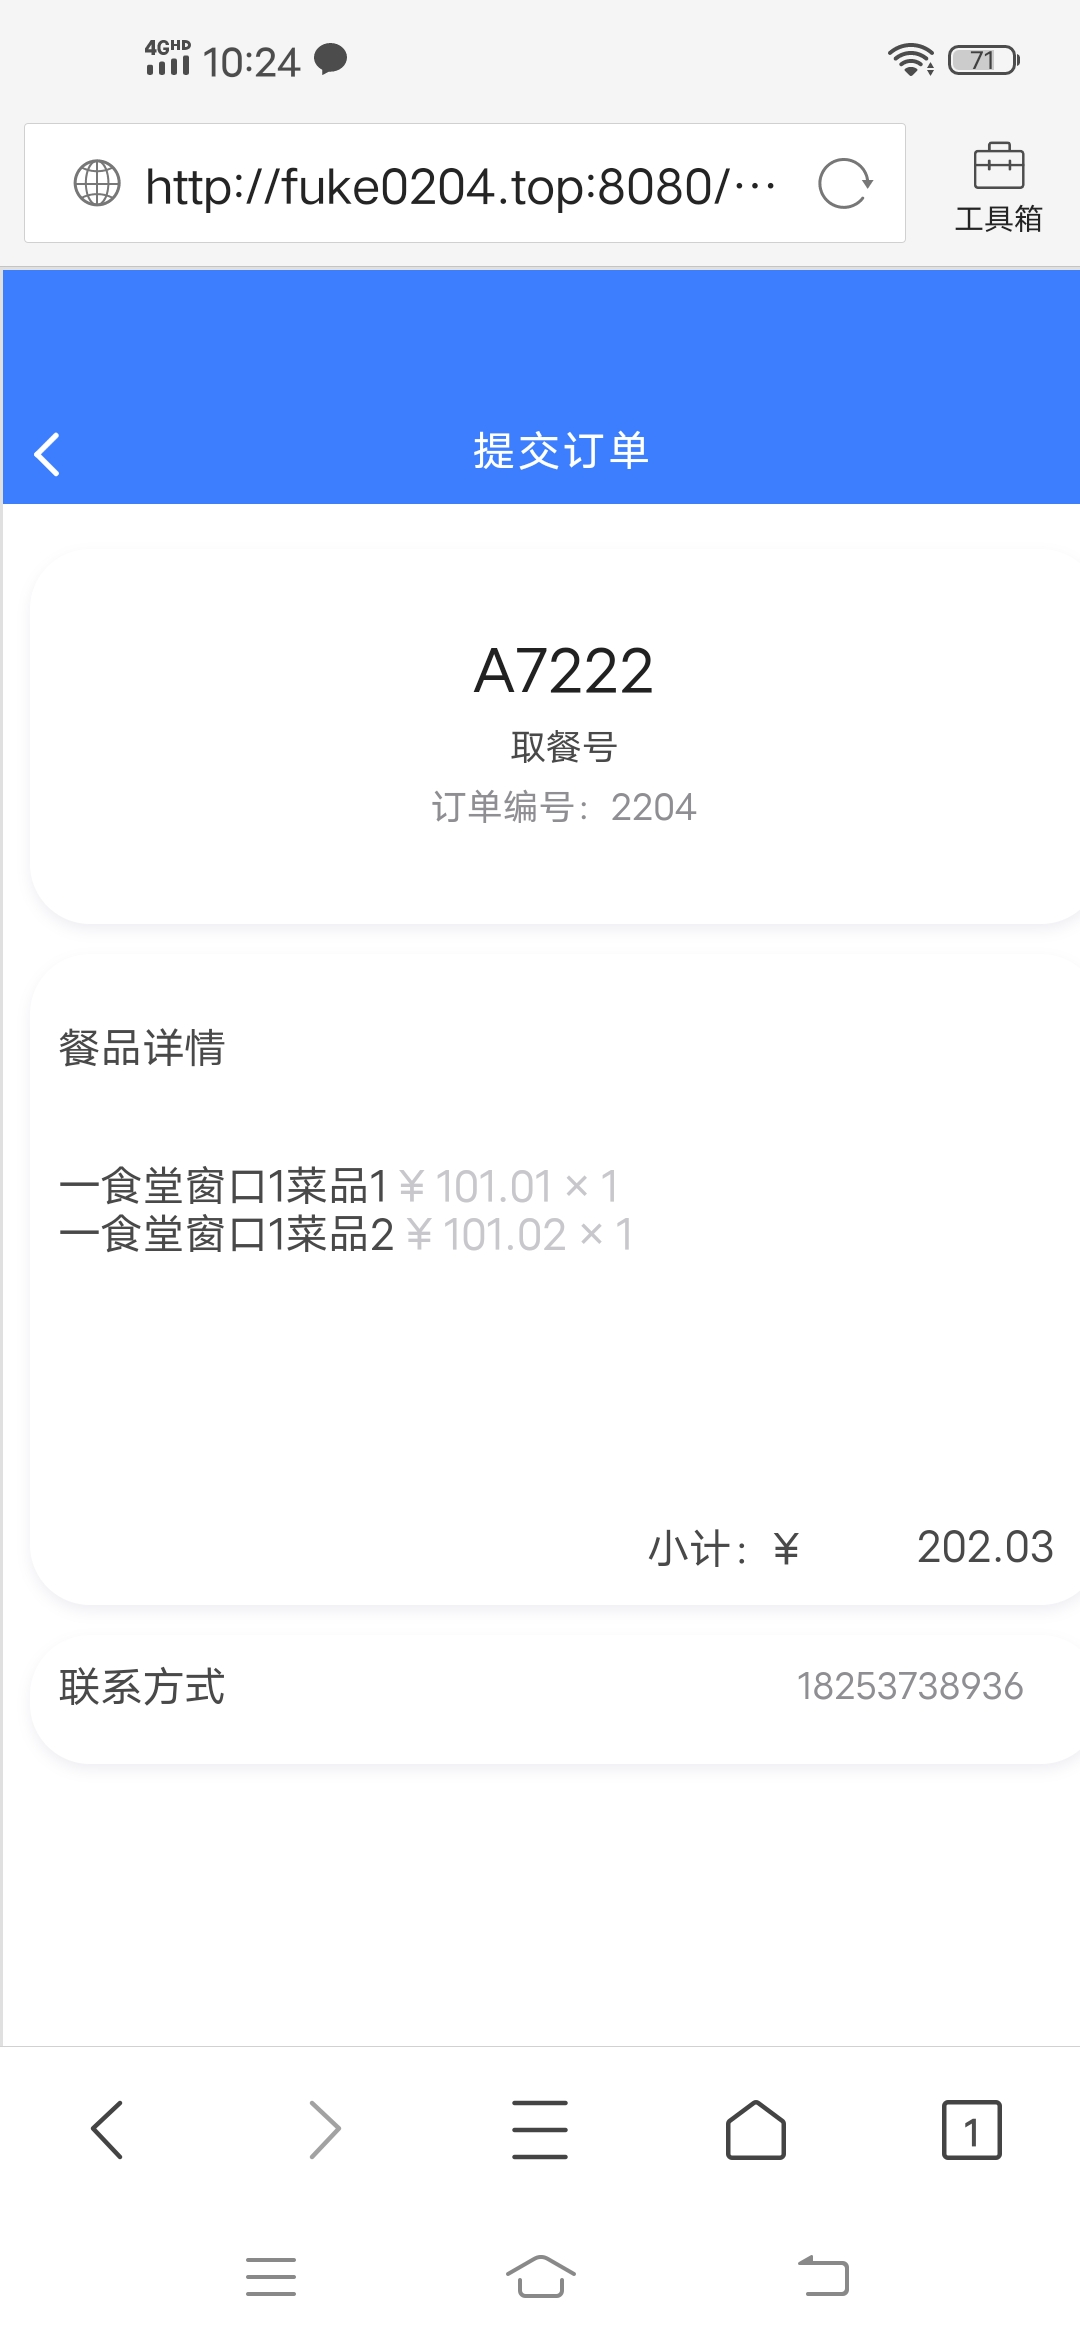 4GHD 10:24 71
http://fuke0204.top:8080/…
工具箱
提交订单
A7222
取餐号
订单编号：2204
餐品详情
一食堂窗口1菜品1 ¥ 101.01 × 1
一食堂窗口1菜品2 ¥ 101.02 × 1
小计：¥ 202.03
联系方式 18253738936
1